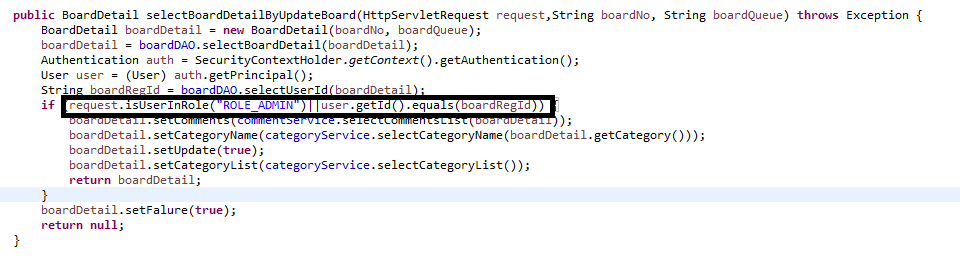 public BoardDetail selectBoardDetailByUpdateBoard(HttpServletRequest request,String boardNo, String boardQueue) throws Exception {
BoardDetail boardDetail = new BoardDetail(boardNo, boardQueue);
boardDetail = boardDAO.selectBoardDetail(boardDetail);
Authentication auth = SecurityContextHolder.getContext().getAuthentication();
User user = (User) auth.getPrincipal();
String boardRegId = boardDAO.selectUserId(boardDetail);
if (request.isUserInRole("ROLE_ADMIN")||user.getId().equals(boardRegId)) {
boardDetail.setComments(commentService.selectCommentsList(boardDetail));
boardDetail.setCategoryName(categoryService.selectCategoryName(boardDetail.getCategory()));
boardDetail.setUpdate(true);
boardDetail.setCategoryList(categoryService.selectCategoryList());
return boardDetail;
}
boardDetail.setFalure(true);
return null;
}